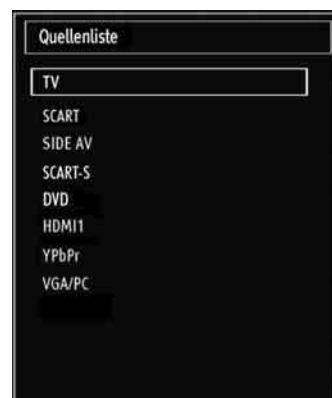 Quellenliste
TV
SCART
SIDE AV
SCART-S
DVD
HDMI1
YPbPr
VGA/PC